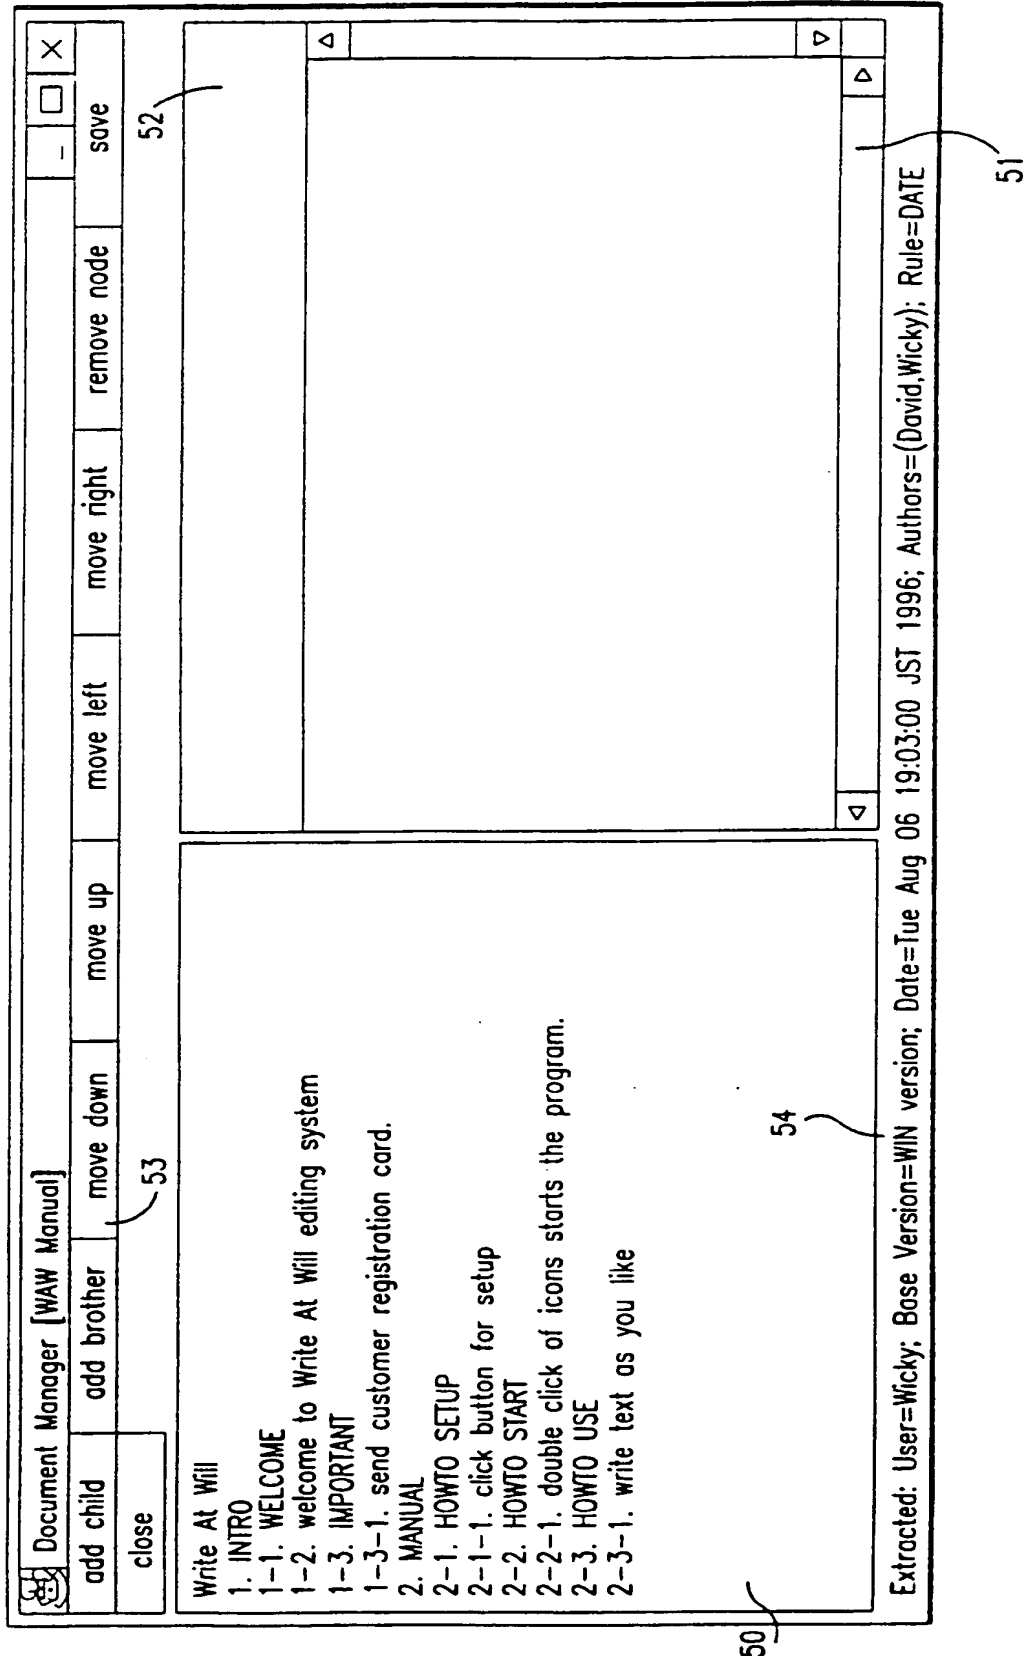 Document Manager [WAW Manual]
add child add brother move down move up move left move right remove node save
close
53
52
Write At Will
1. INTRO
1-1. WELCOME
1-2. welcome to Write At Will editing system
1-3. IMPORTANT
1-3-1. send customer registration card.
2. MANUAL
2-1. HOWTO SETUP
2-1-1. click button for setup
2-2. HOWTO START
2-2-1. double click of icons starts the program.
2-3. HOWTO USE
2-3-1. write text as you like
50
54
51
Extracted: User=Wicky; Base Version=WIN version; Date=Tue Aug 06 19:03:00 JST 1996; Authors=(David,Wicky); Rule=DATE